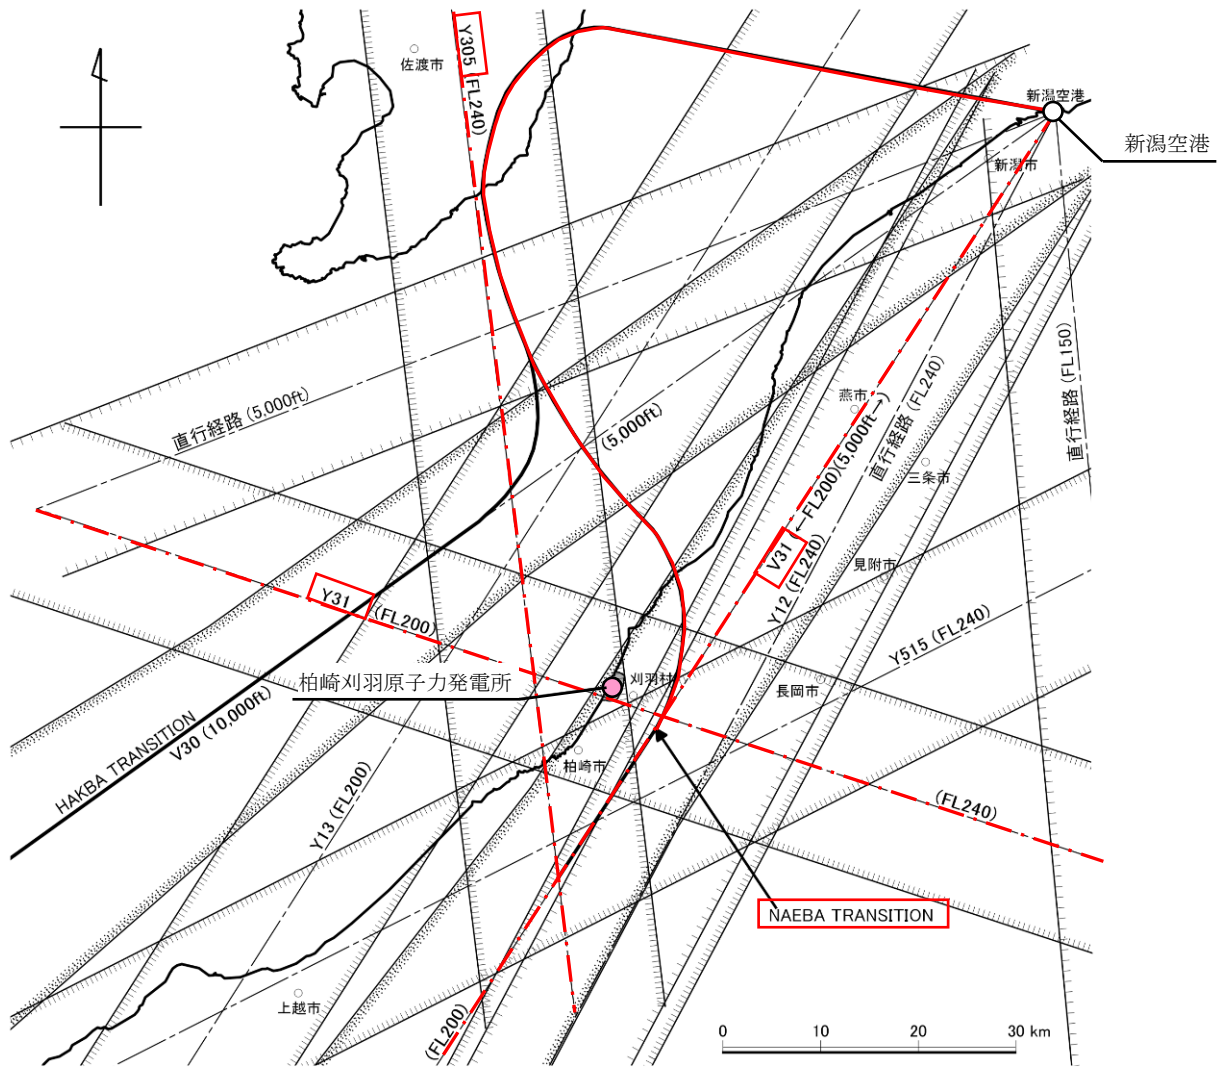 Y305 (FL240)
佐渡市
新潟空港
新潟空港
新潟市
直行経路 (5,000ft)
(5,000ft)
燕市
V31 (←FL200)(5,000ft→)
直行経路 (FL240)
直行経路 (FL150)
三条市
Y12 (FL240)
見附市
Y31 (FL200)
Y515 (FL240)
柏崎刈羽原子力発電所
刈羽村
長岡市
HAKBA TRANSITION
V30 (10,000ft)
柏崎市
Y13 (FL200)
(FL240)
NAEBA TRANSITION
上越市
(FL200)
0 10 20 30 km